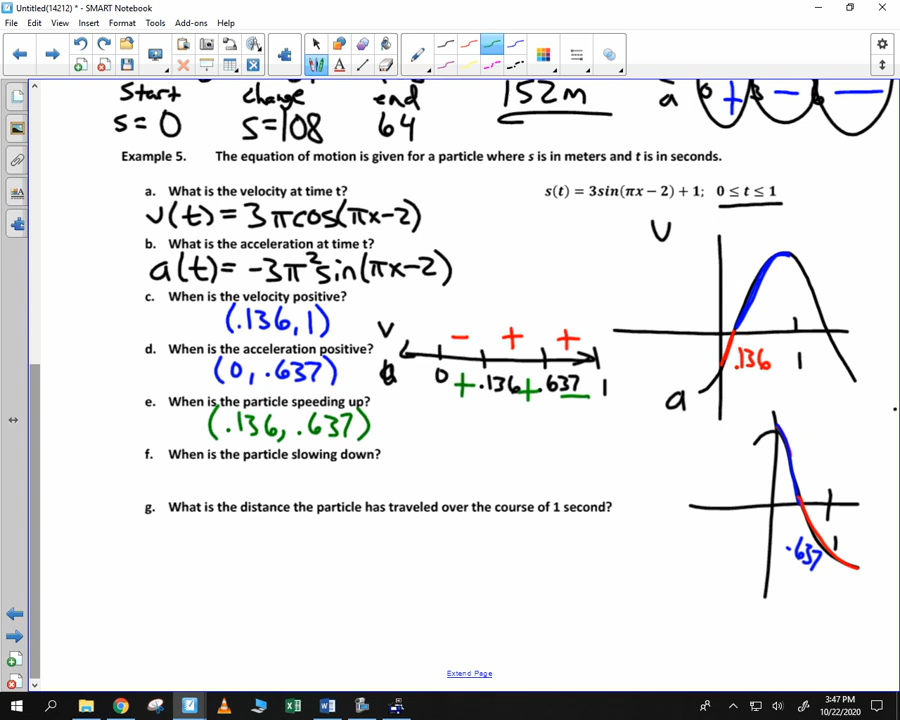 Untitled(14212) * - SMART Notebook
File Edit View Insert Format Tools Add-ons Help
start change end 152m a 0 + 8 - 6 -
s = 0 s=108 64
Example 5. The equation of motion is given for a particle where s is in meters and t is in seconds.
a. What is the velocity at time t? s(t) = 3sin(πx − 2) + 1; 0 ≤ t ≤ 1
v(t) = 3πcos(πx-2)
V
b. What is the acceleration at time t?
a(t) = -3π²sin(πx-2)
c. When is the velocity positive?
(.136, 1)
V - + +
d. When is the acceleration positive?
(0, .637)
a 0 + .136 + .637 - 1
1
.136 1
e. When is the particle speeding up?
(.136, .637)
a
f. When is the particle slowing down?
g. What is the distance the particle has traveled over the course of 1 second?
.637 1
Extend Page
3:47 PM
10/22/2020